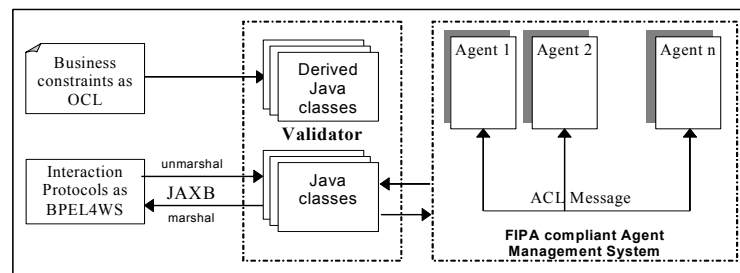 Business
constraints as
OCL
Derived
Java
classes
Validator
Interaction
Protocols as
BPEL4WS
unmarshal
JAXB
marshal
Java
classes
Agent 1
Agent 2
Agent n
ACL Message
FIPA compliant Agent
Management System